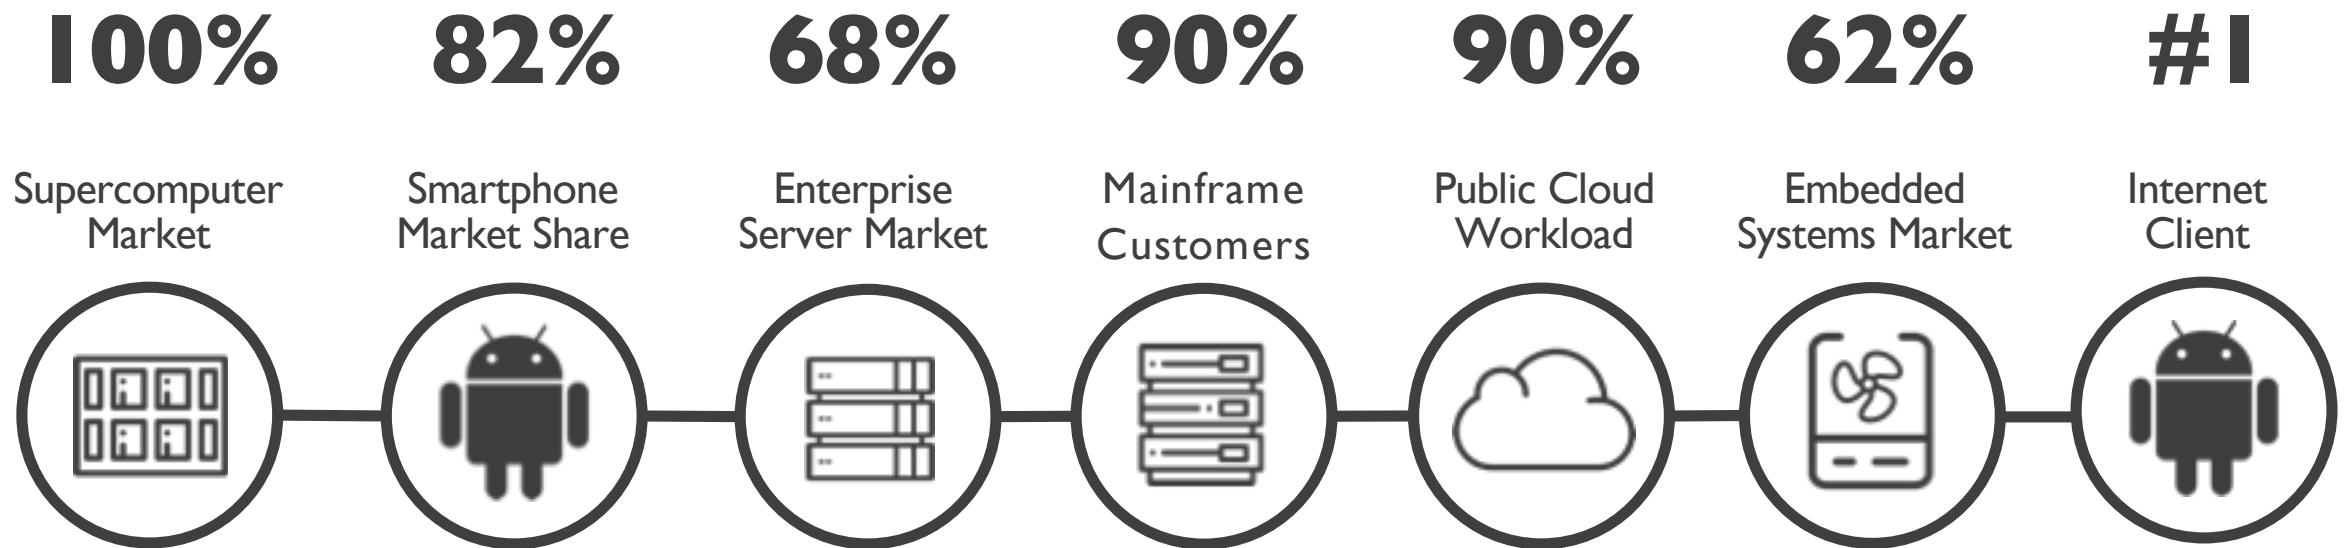 100%
82%
68%
90%
90%
62%
#1
Supercomputer
Market
Smartphone
Market Share
Enterprise
Server Market
Mainframe
Customers
Public Cloud
Workload
Embedded
Systems Market
Internet
Client